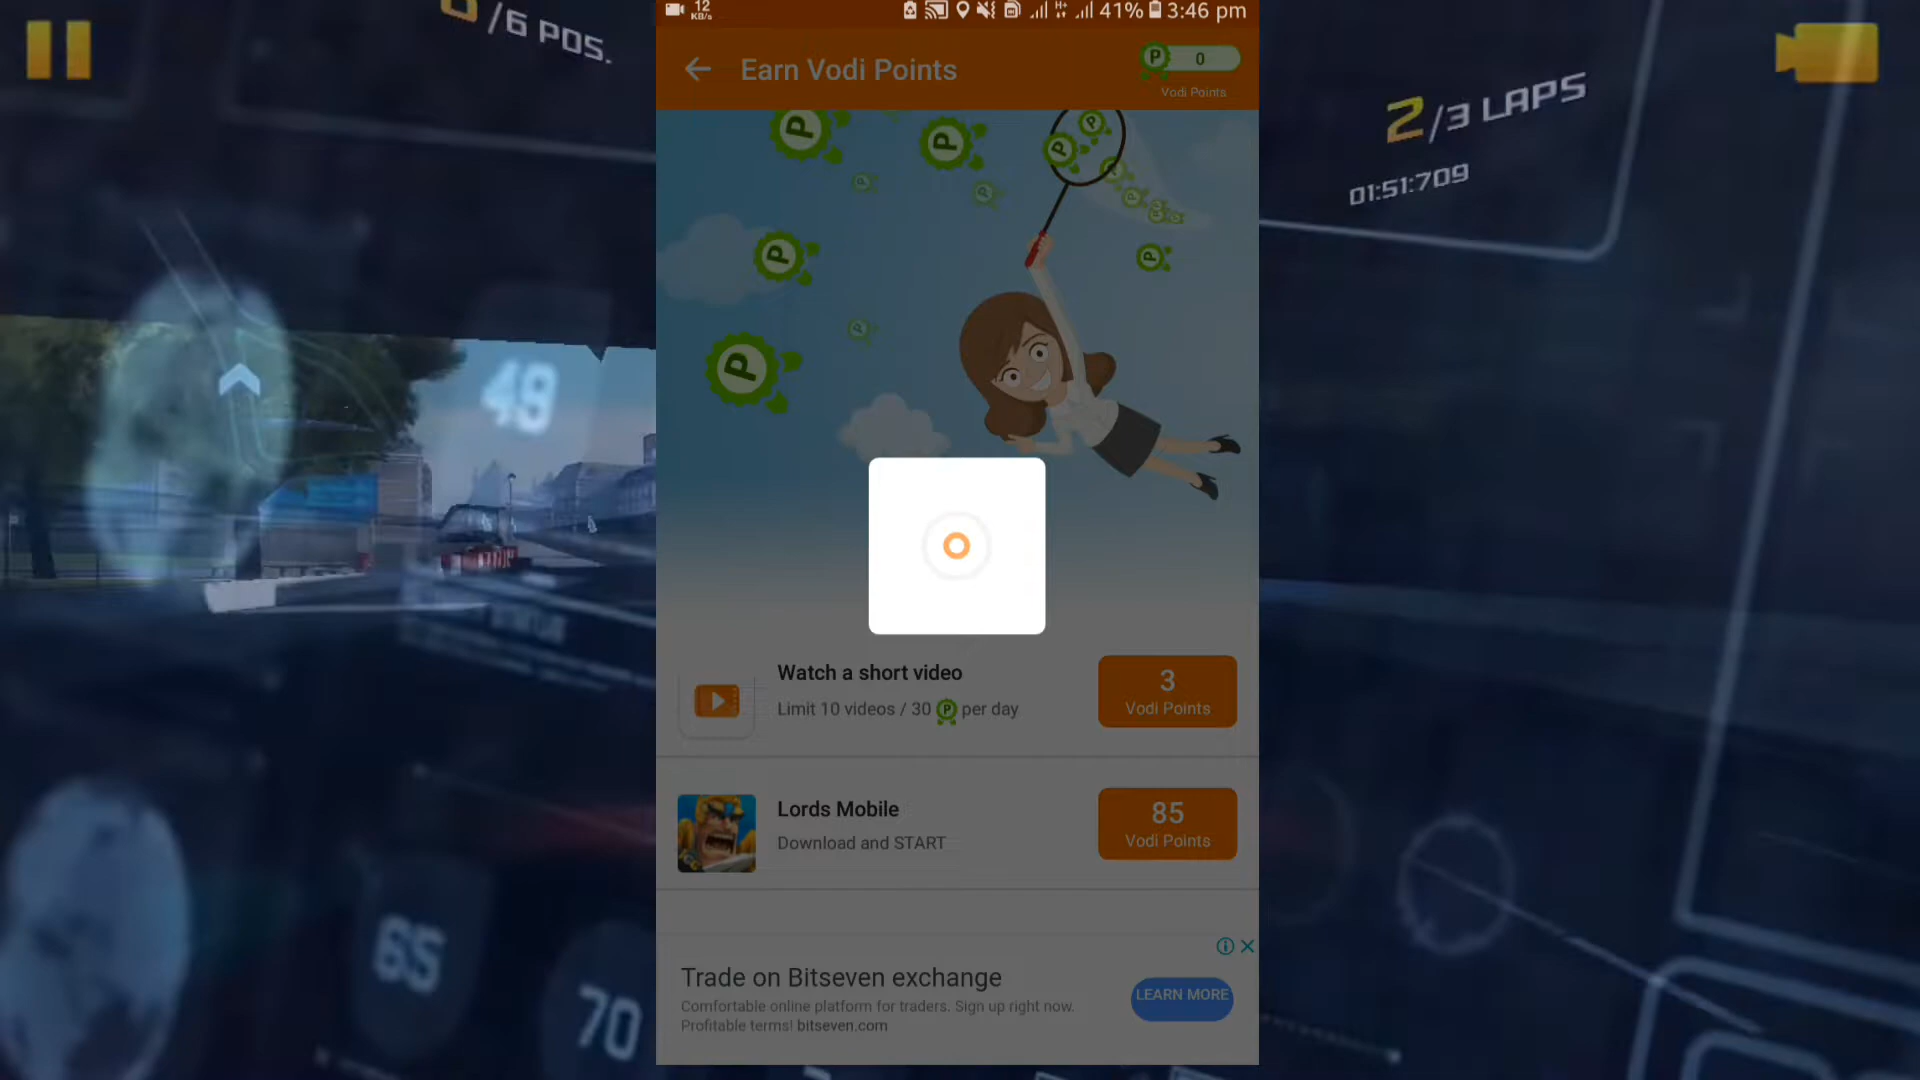 /6 POS.
12
KB/s
H+
41%
3:46 pm
Earn Vodi Points
P
0
Vodi Points
2/3 LAPS
01:51:709
P
P
P
P
P
P
P
P
49
Watch a short video
Limit 10 videos / 30 P per day
3
Vodi Points
Lords Mobile
Download and START
85
Vodi Points
65
70
Trade on Bitseven exchange
Comfortable online platform for traders. Sign up right now.
Profitable terms! bitseven.com
LEARN MORE